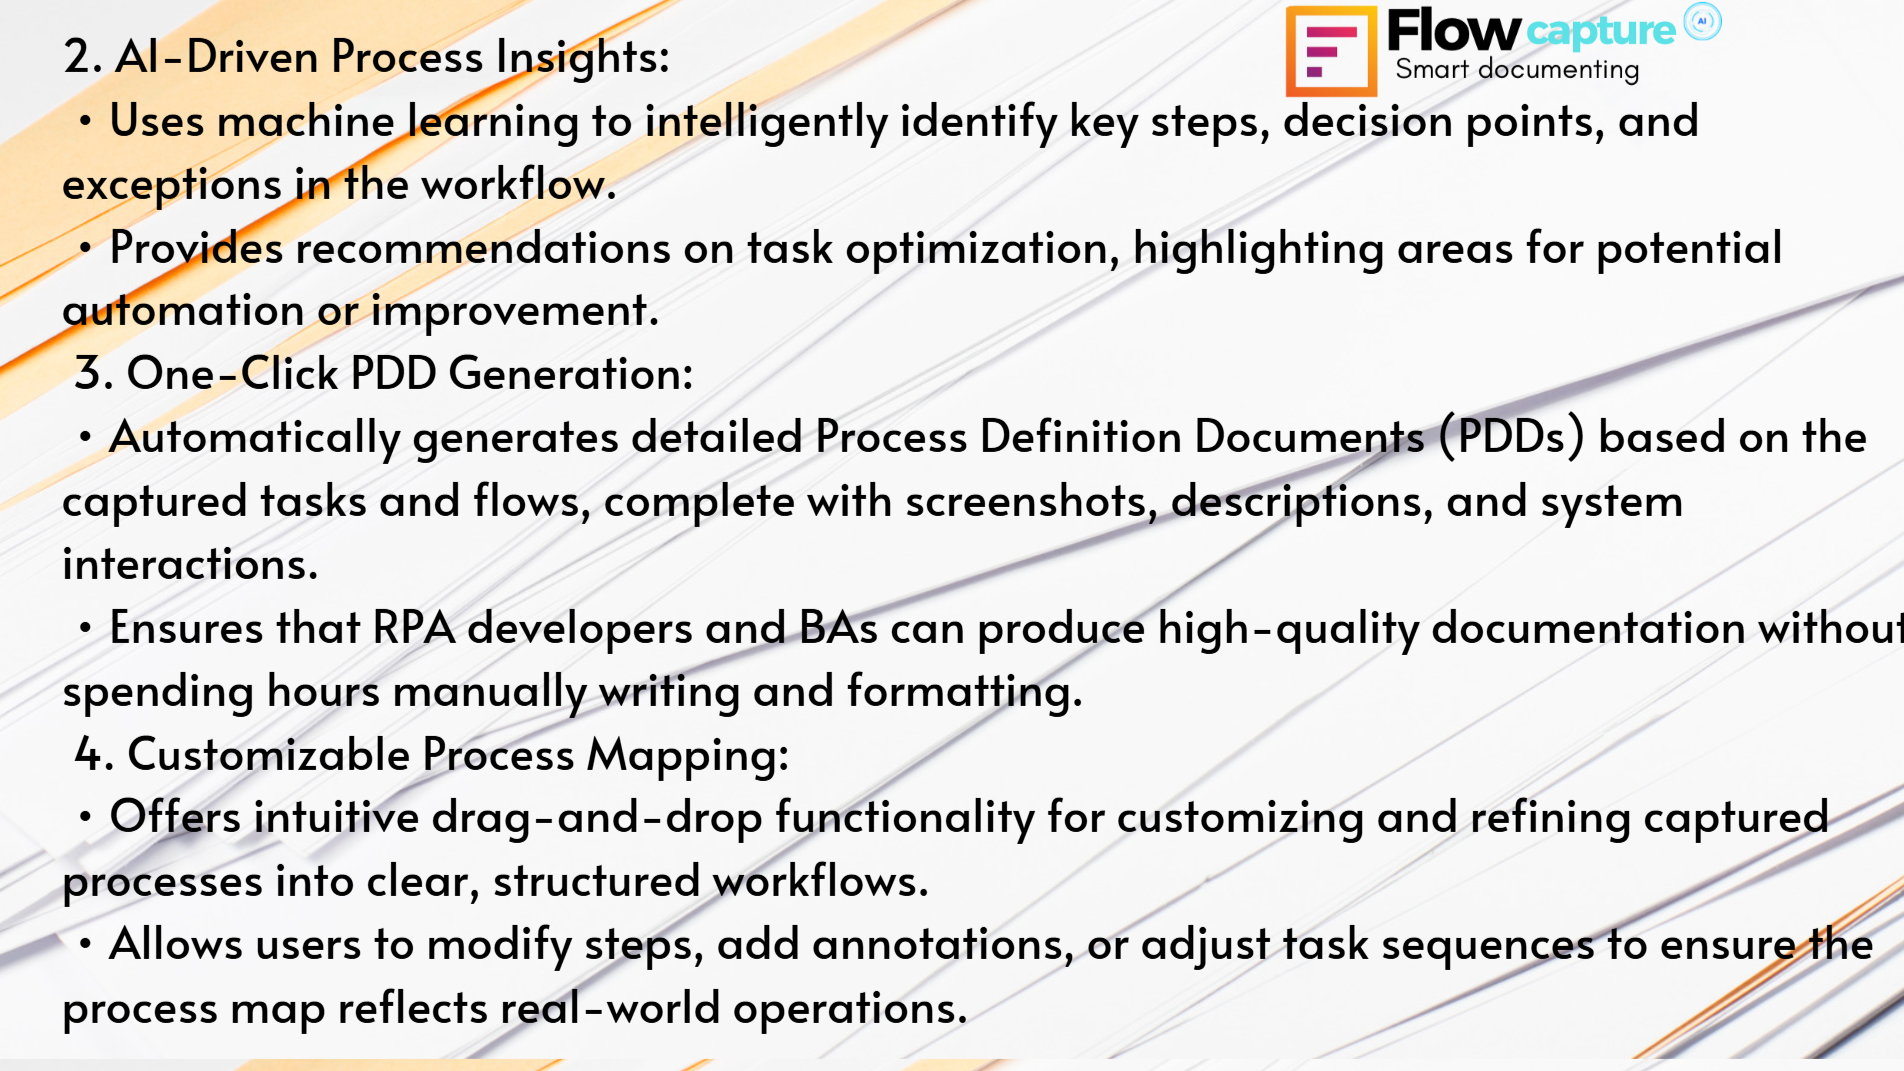 Flow capture AI
Smart documenting
2. AI-Driven Process Insights:
• Uses machine learning to intelligently identify key steps, decision points, and
exceptions in the workflow.
• Provides recommendations on task optimization, highlighting areas for potential
automation or improvement.
3. One-Click PDD Generation:
• Automatically generates detailed Process Definition Documents (PDDs) based on the
captured tasks and flows, complete with screenshots, descriptions, and system
interactions.
• Ensures that RPA developers and BAs can produce high-quality documentation without
spending hours manually writing and formatting.
4. Customizable Process Mapping:
• Offers intuitive drag-and-drop functionality for customizing and refining captured
processes into clear, structured workflows.
• Allows users to modify steps, add annotations, or adjust task sequences to ensure the
process map reflects real-world operations.